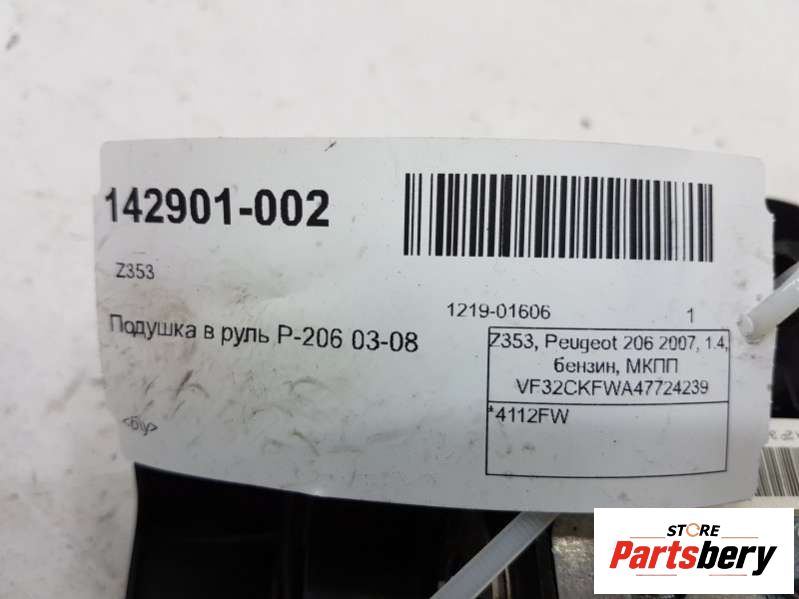 142901-002
Z353
Подушка в руль P-206 03-08
<бу>
1219-01606 1
Z353, Peugeot 206 2007, 1.4,
бензин, МКПП
VF32CKFWA47724239
*4112FW
STORE
Partsbery